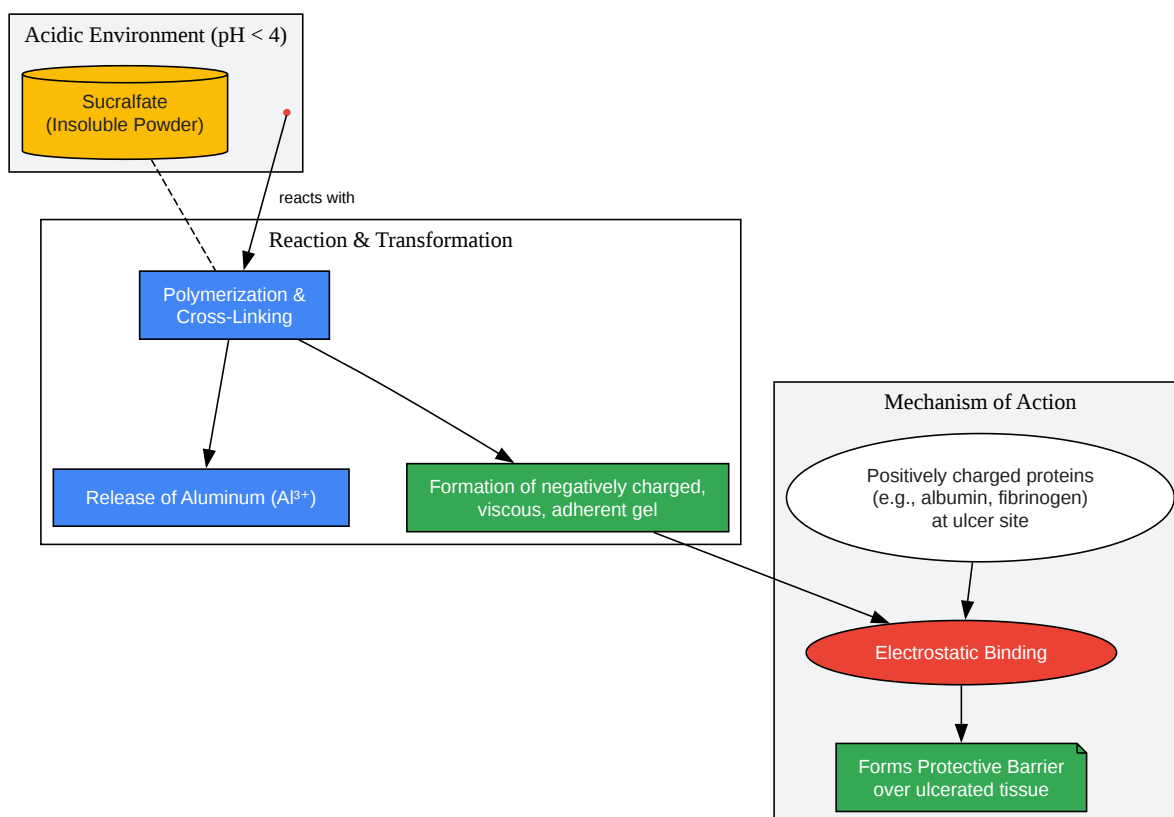 Acidic Environment (pH < 4)
Sucralfate
(Insoluble Powder)
reacts with
Reaction & Transformation
Polymerization &
Cross-Linking
Release of Aluminum (Al³⁺)
Formation of negatively charged,
viscous, adherent gel
Mechanism of Action
Positively charged proteins
(e.g., albumin, fibrinogen)
at ulcer site
Electrostatic Binding
Forms Protective Barrier
over ulcerated tissue